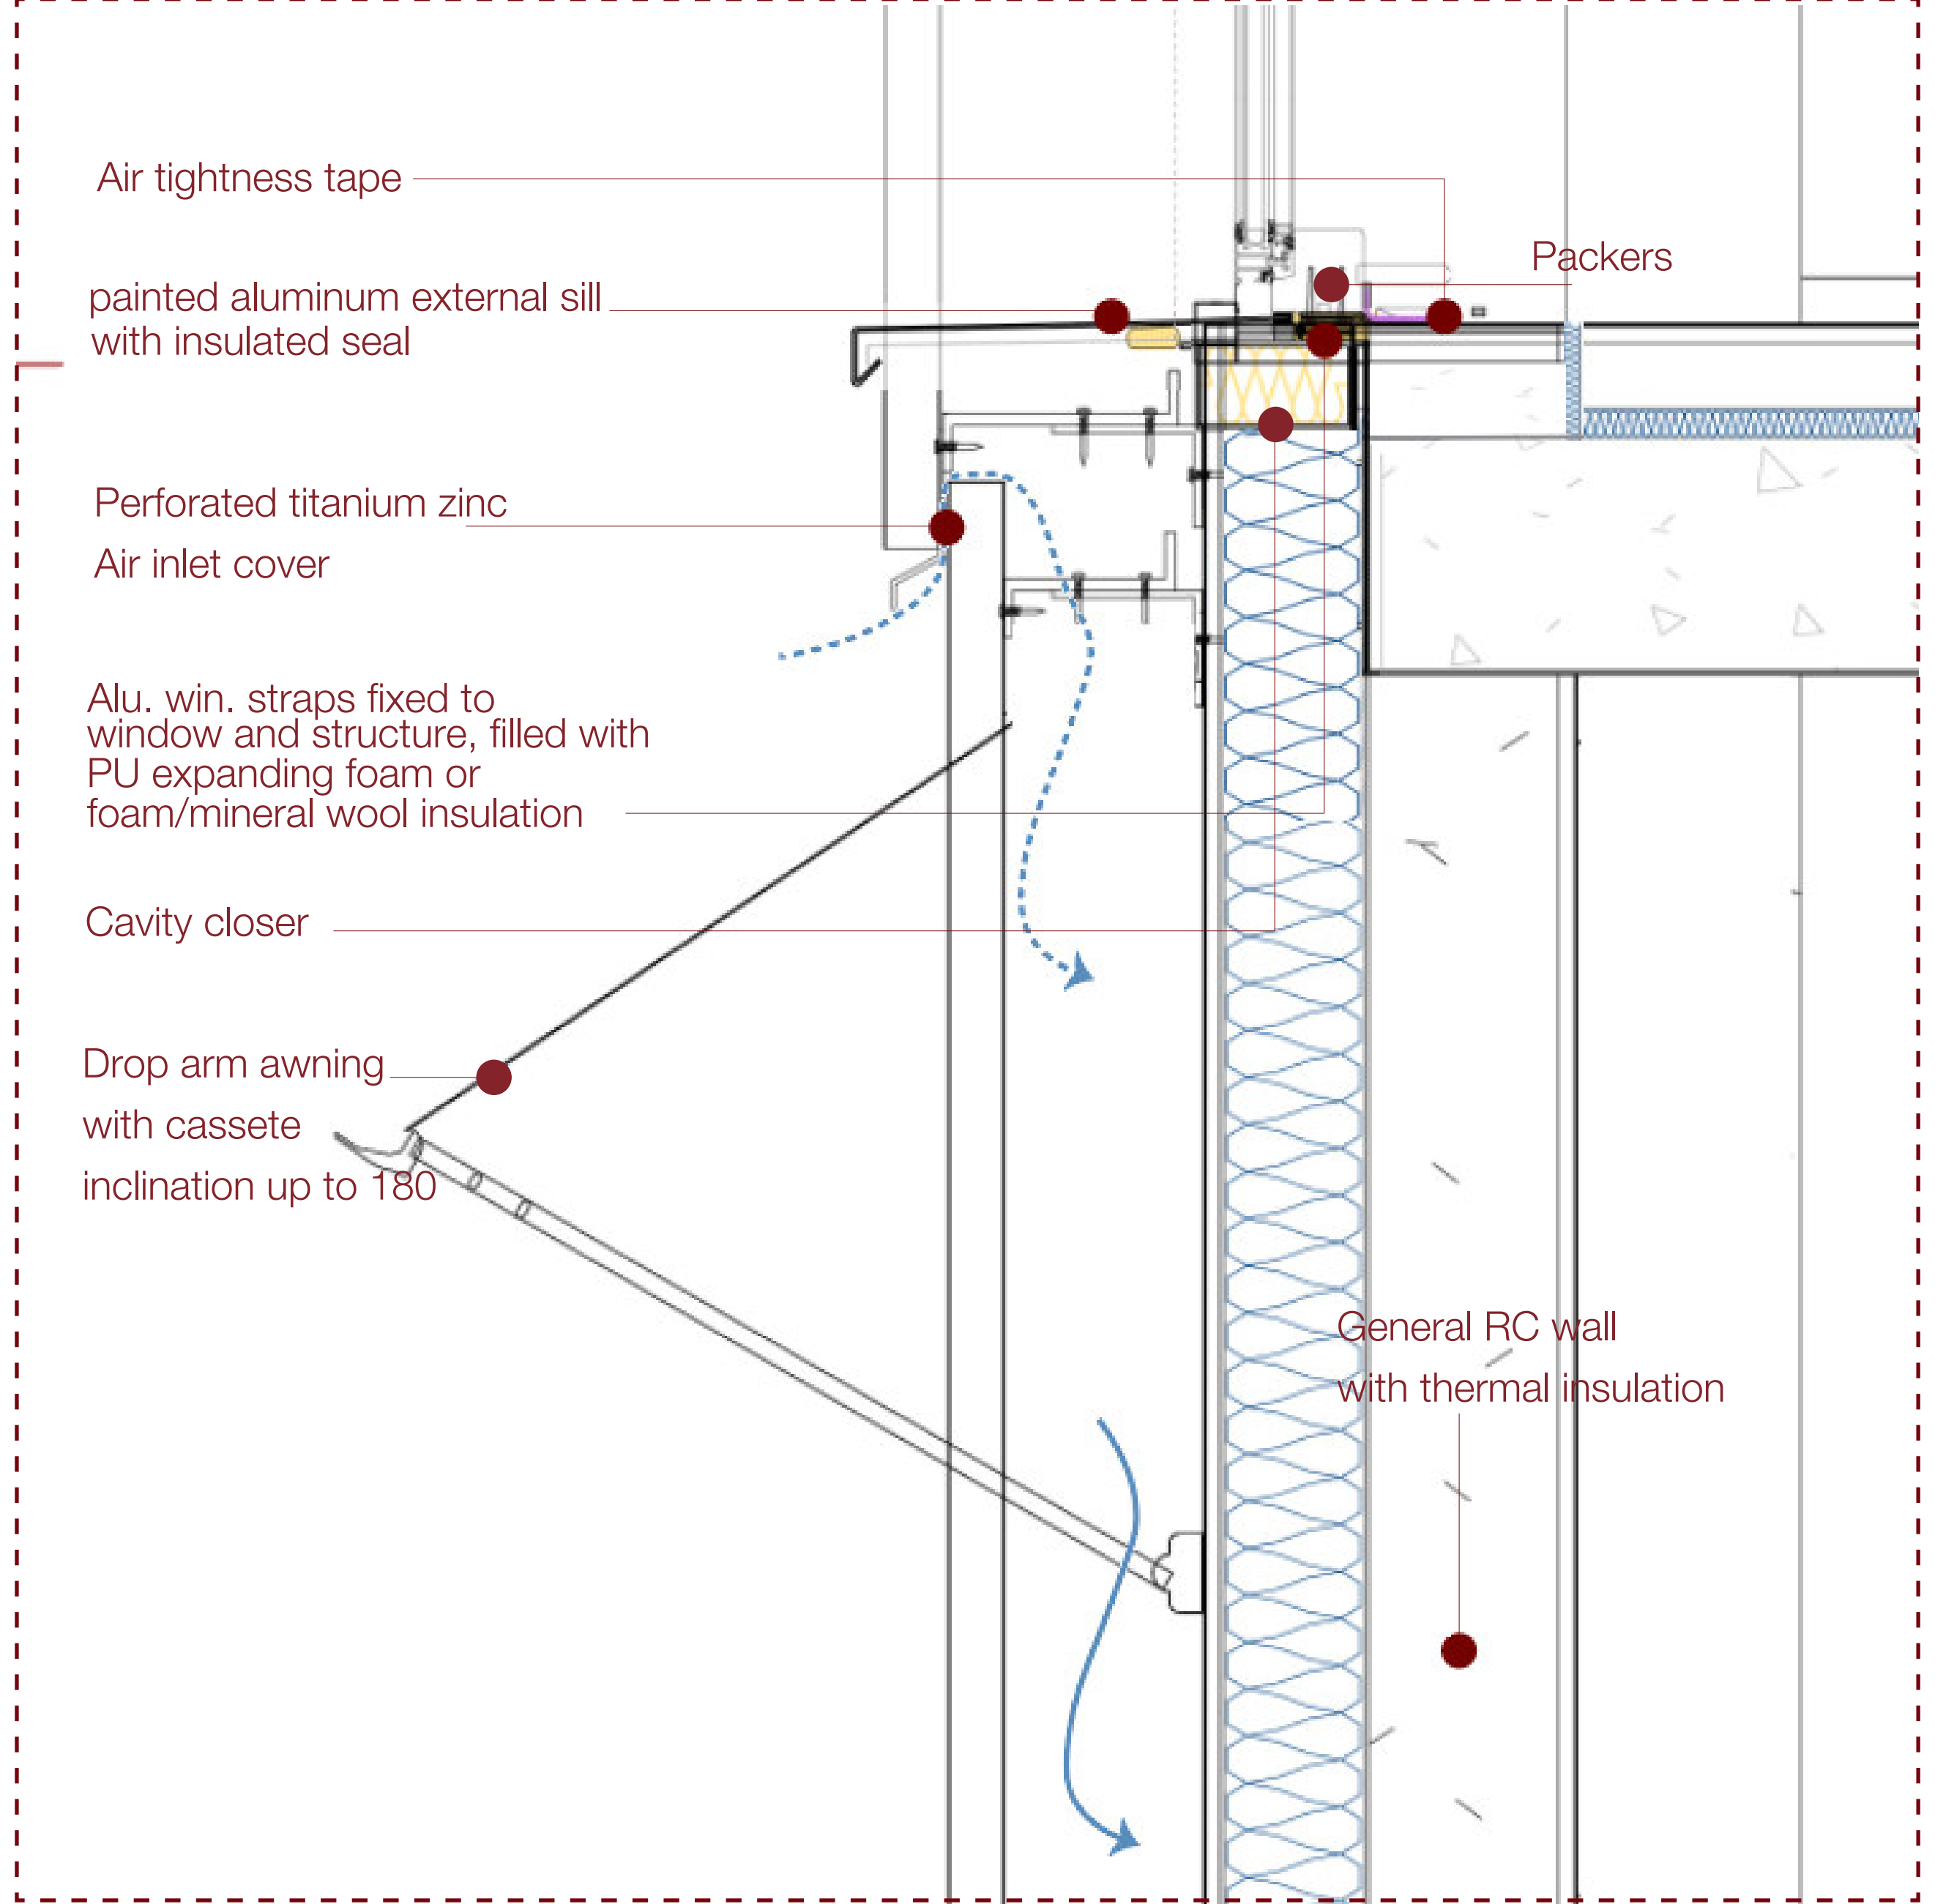 Air tightness tape
Packers
painted aluminum external sill
with insulated seal
Perforated titanium zinc
Air inlet cover
Alu. win. straps fixed to
window and structure, filled with
PU expanding foam or
foam/mineral wool insulation
Cavity closer
Drop arm awning
with cassete
inclination up to 180
General RC wall
with thermal insulation